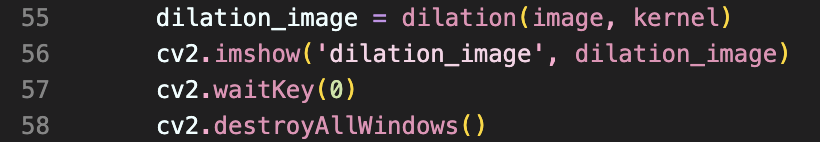 55 dilation_image = dilation(image, kernel)
56 cv2.imshow('dilation_image', dilation_image)
57 cv2.waitKey(0)
58 cv2.destroyAllWindows()